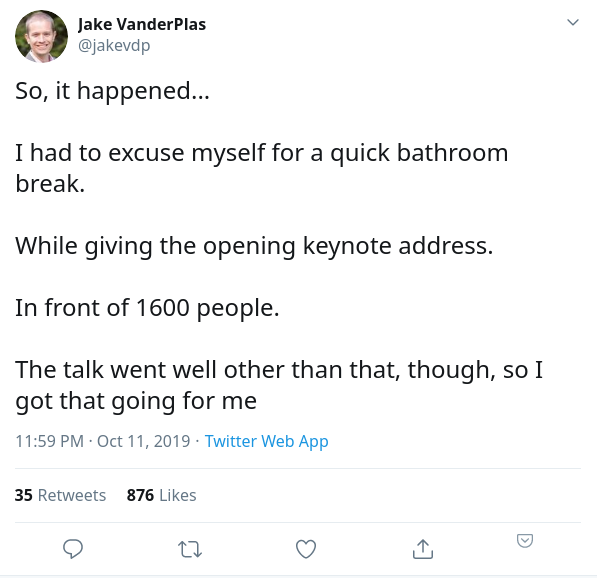 Jake VanderPlas
@jakevdp
So, it happened...
I had to excuse myself for a quick bathroom
break.
While giving the opening keynote address.
In front of 1600 people.
The talk went well other than that, though, so I
got that going for me
11:59 PM · Oct 11, 2019 · Twitter Web App
35 Retweets 876 Likes